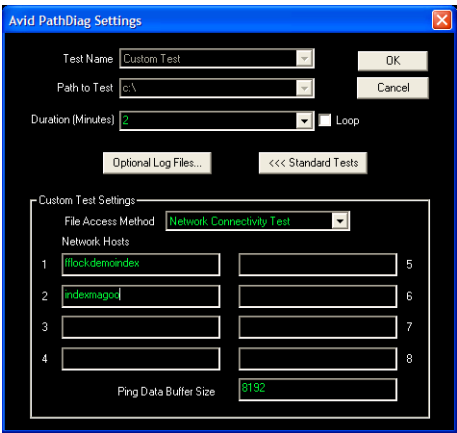 Avid PathDiag Settings
Test Name Custom Test OK
Path to Test c:\ Cancel
Duration (Minutes) 2 Loop
Optional Log Files... <<< Standard Tests
Custom Test Settings
File Access Method Network Connectivity Test
Network Hosts
1 fflockdemoindex 5
2 indexmagoo 6
3 7
4 8
Ping Data Buffer Size 8192